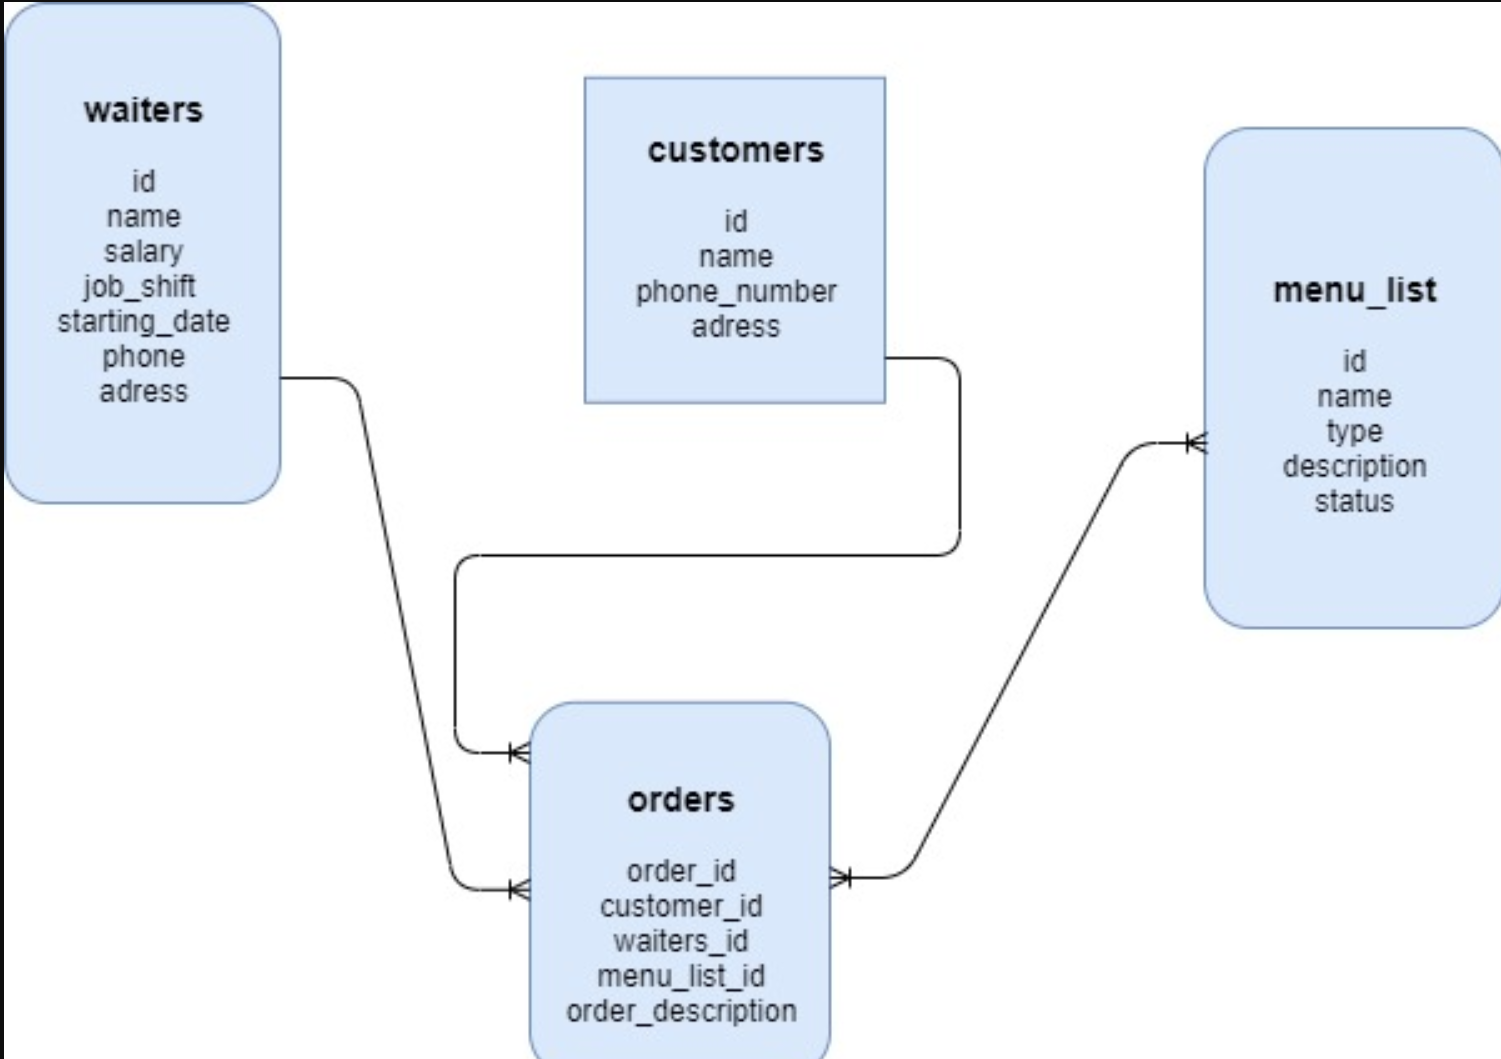 waiters
id
name
salary
job_shift
starting_date
phone
adress
customers
id
name
phone_number
adress
menu_list
id
name
type
description
status
orders
order_id
customer_id
waiters_id
menu_list_id
order_description